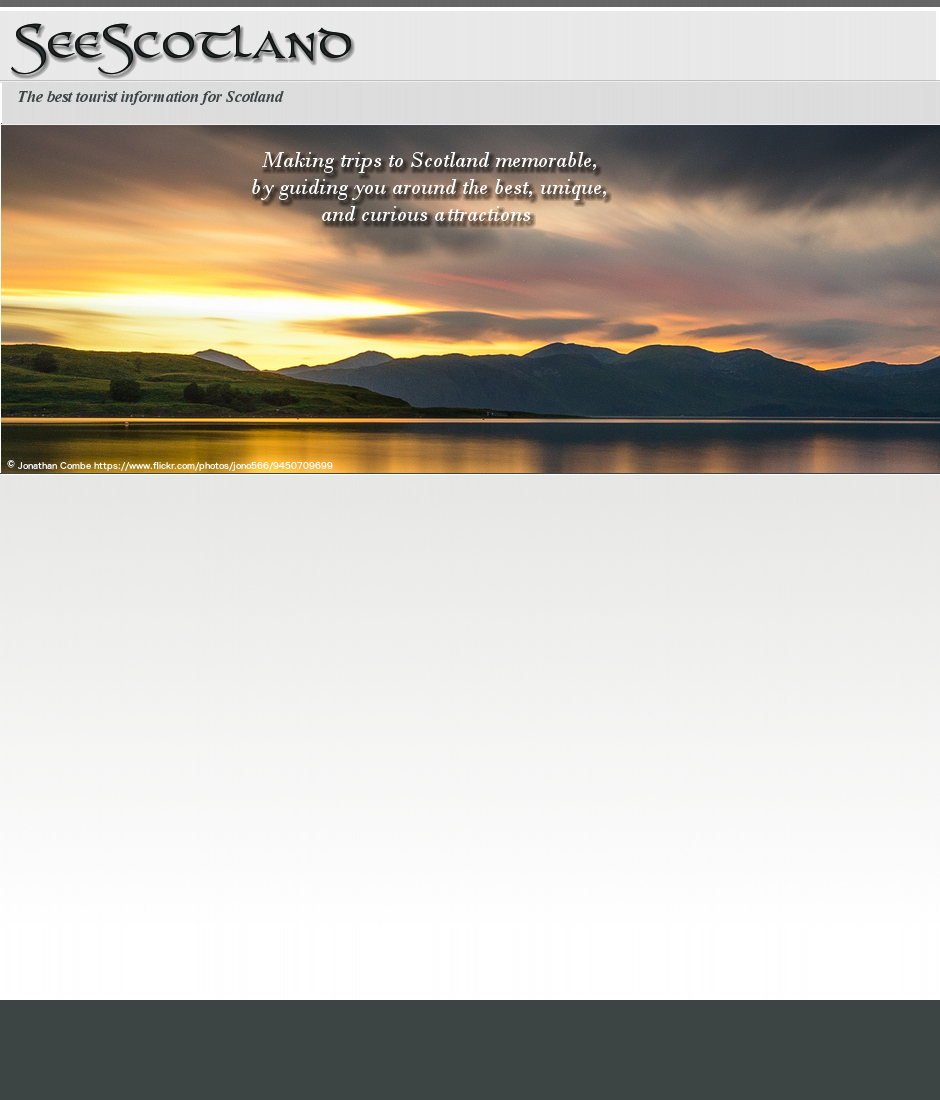 SeeScotland
The best tourist information for Scotland
Making trips to Scotland memorable,
by guiding you around the best, unique,
and curious attractions
© Jonathan Combe https://www.flickr.com/photos/jono566/9450709699